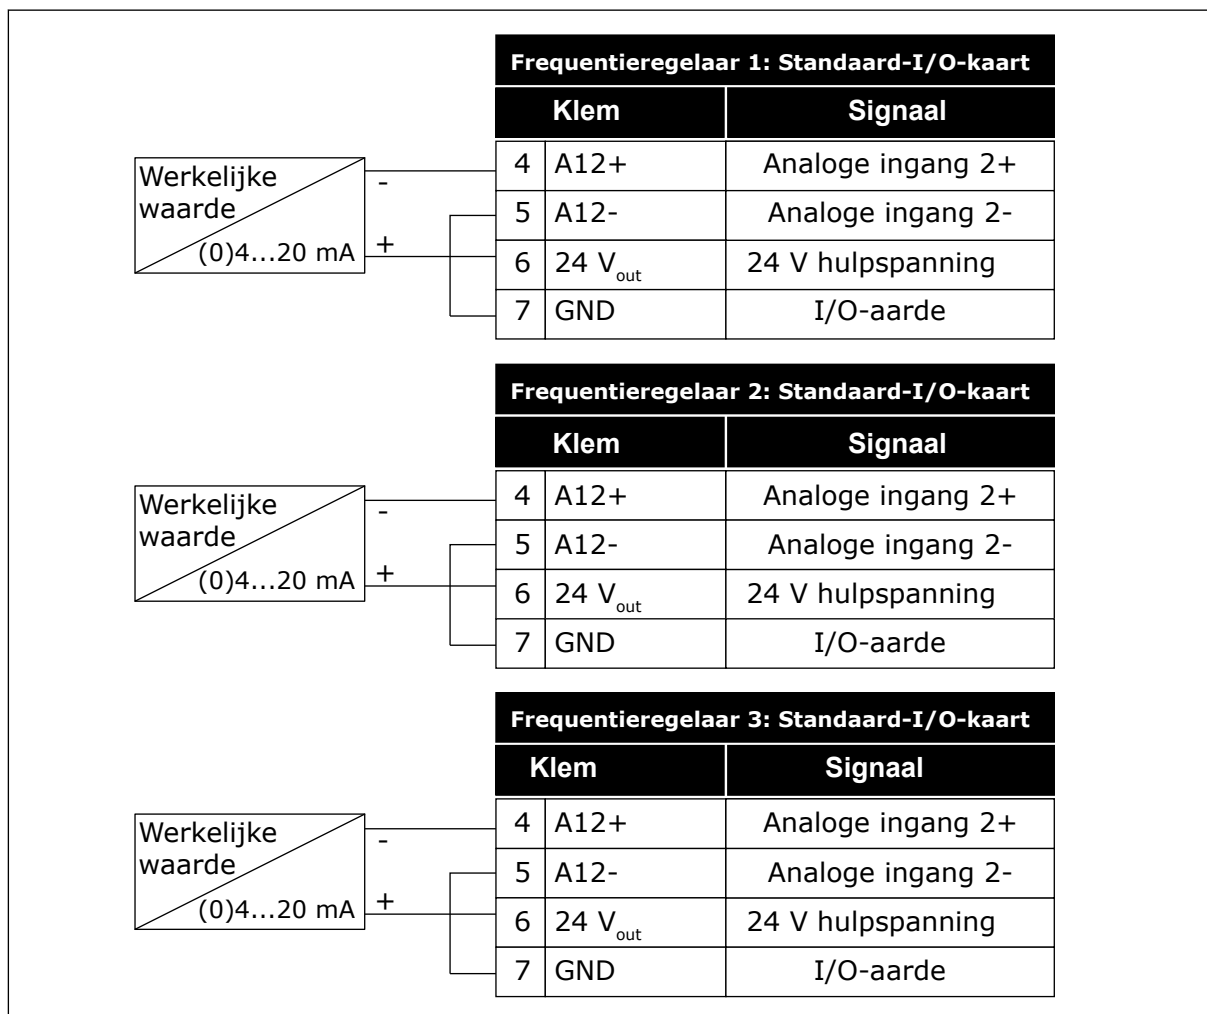 Frequentieregelaar 1: Standaard-I/O-kaart
Klem Signaal
Werkelijke
waarde
(0)4...20 mA
-
+
4 A12+ Analoge ingang 2+
5 A12- Analoge ingang 2-
6 24 Vout 24 V hulpspanning
7 GND I/O-aarde
Frequentieregelaar 2: Standaard-I/O-kaart
Klem Signaal
Werkelijke
waarde
(0)4...20 mA
-
+
4 A12+ Analoge ingang 2+
5 A12- Analoge ingang 2-
6 24 Vout 24 V hulpspanning
7 GND I/O-aarde
Frequentieregelaar 3: Standaard-I/O-kaart
Klem Signaal
Werkelijke
waarde
(0)4...20 mA
-
+
4 A12+ Analoge ingang 2+
5 A12- Analoge ingang 2-
6 24 Vout 24 V hulpspanning
7 GND I/O-aarde